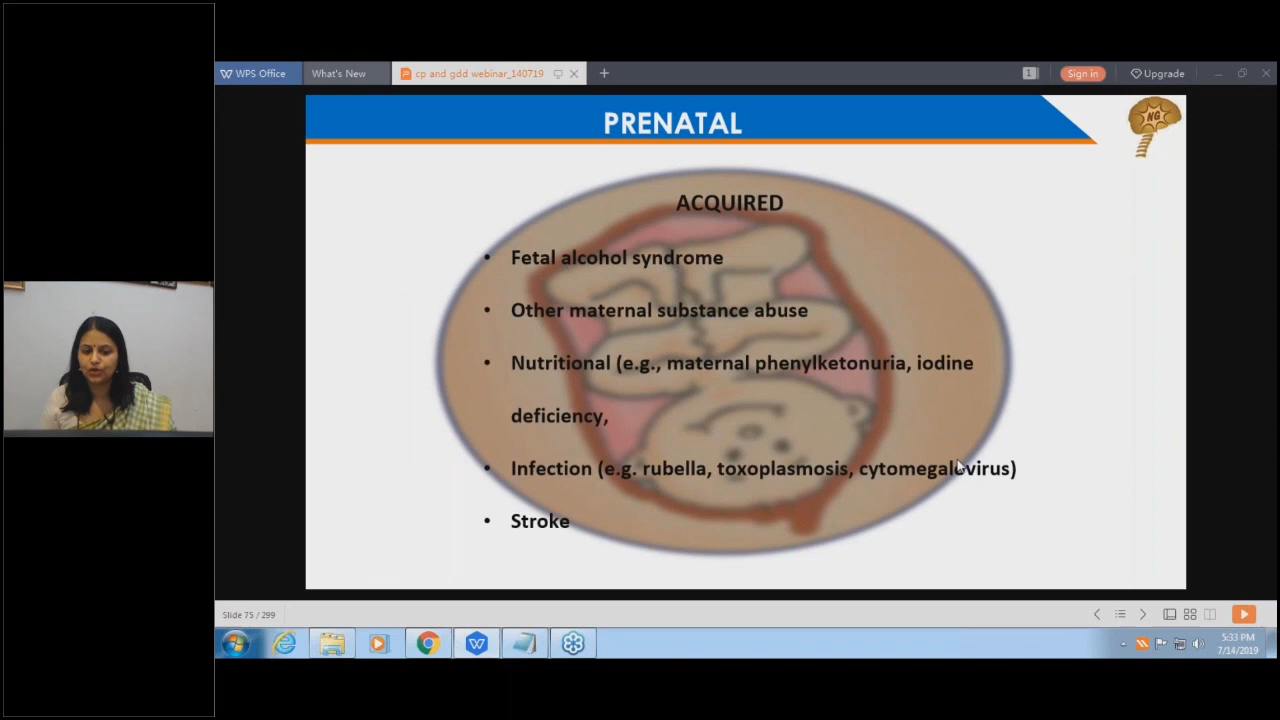 WPS Office
What's New
cp and gdd webinar_140719
1
Sign in
Upgrade
PRENATAL
NG
ACQUIRED
• Fetal alcohol syndrome
• Other maternal substance abuse
• Nutritional (e.g., maternal phenylketonuria, iodine
deficiency,
• Infection (e.g. rubella, toxoplasmosis, cytomegalovirus)
• Stroke
Slide 75 / 299
5:33 PM
7/14/2019